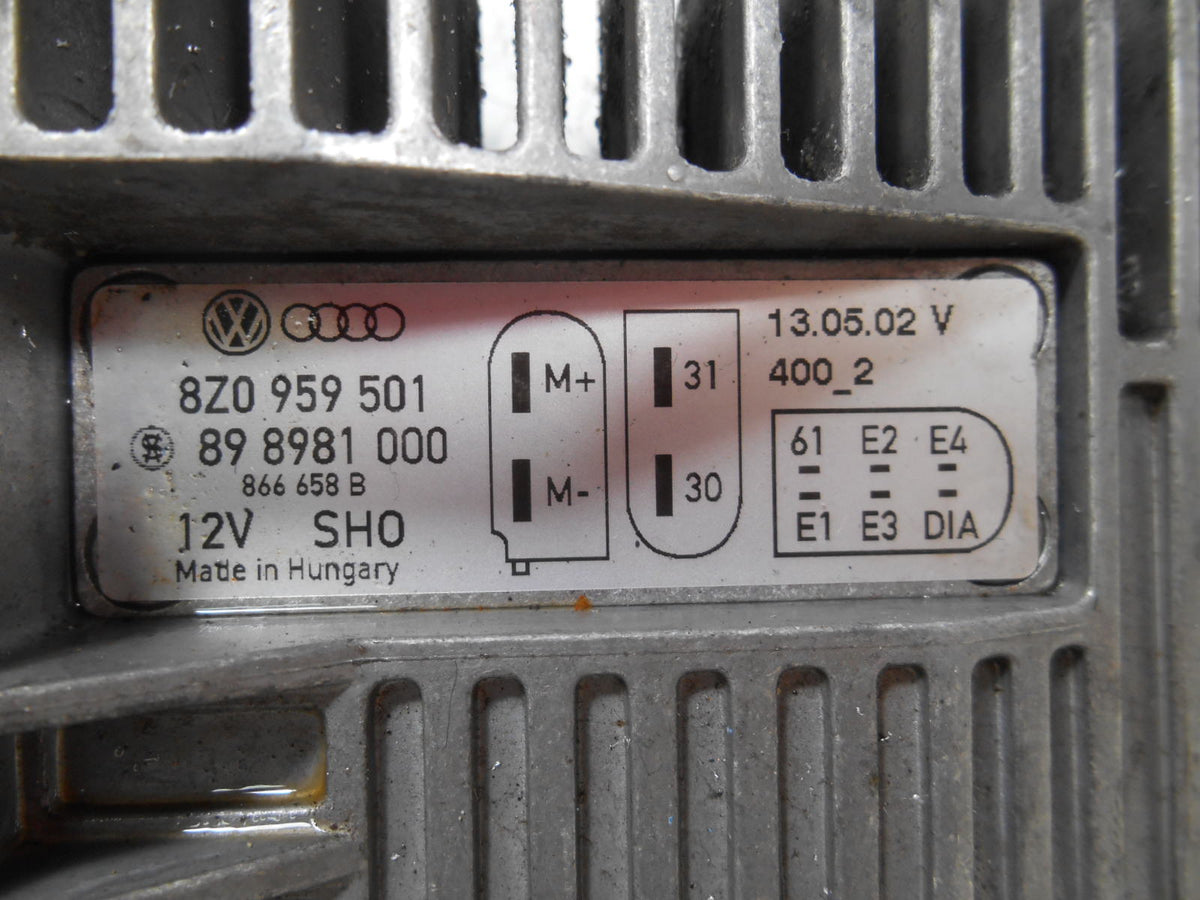 8Z0 959 501
89 8981 000
866 658 B
12V SHO
Made in Hungary
M+
M-
31
30
13.05.02 V
400_2
61 E2 E4
E1 E3 DIA